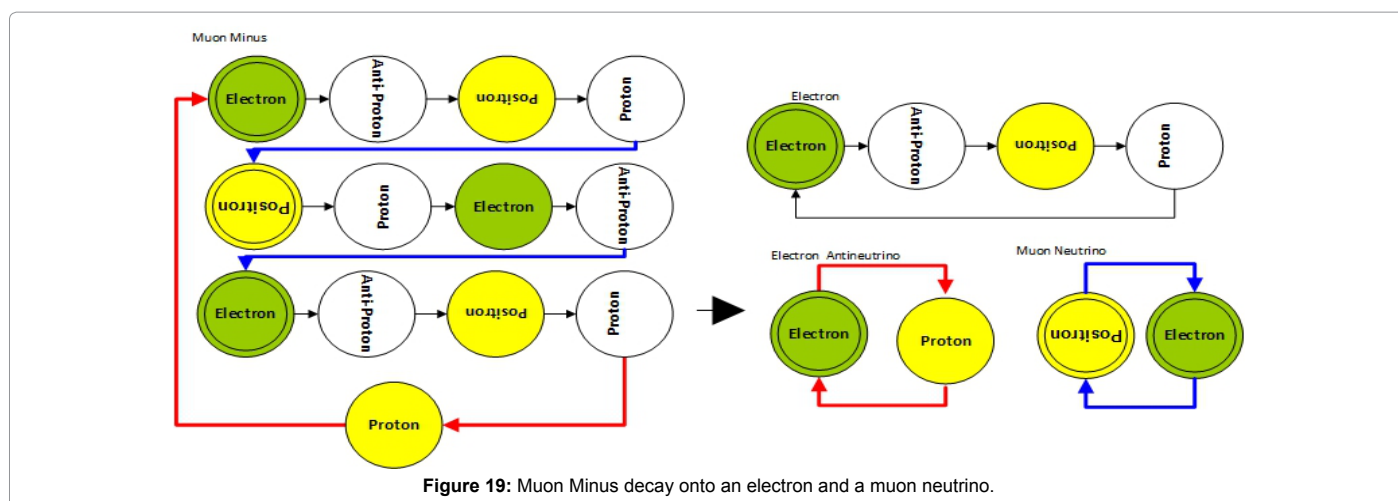 Muon Minus
Electron
Anti-Proton
Positron
Proton
Positron
Proton
Electron
Anti-Proton
Electron
Anti-Proton
Positron
Proton
Proton
Electron
Electron
Anti-Proton
Positron
Proton
Electron Antineutrino
Electron
Proton
Muon Neutrino
Positron
Electron
Figure 19: Muon Minus decay onto an electron and a muon neutrino.